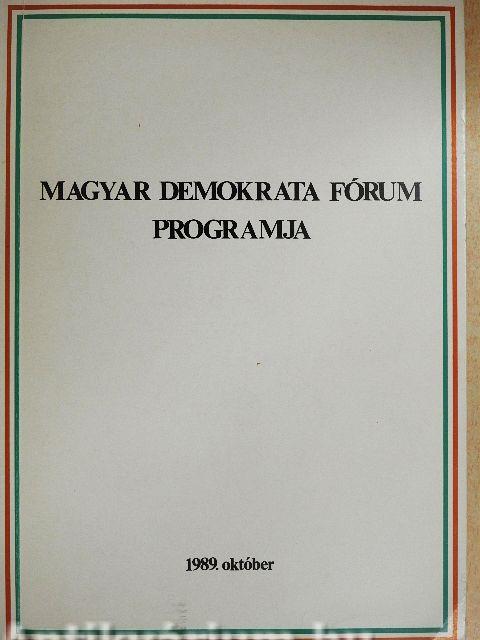 MAGYAR DEMOKRATA FÓRUM
PROGRAMJA
1989. október